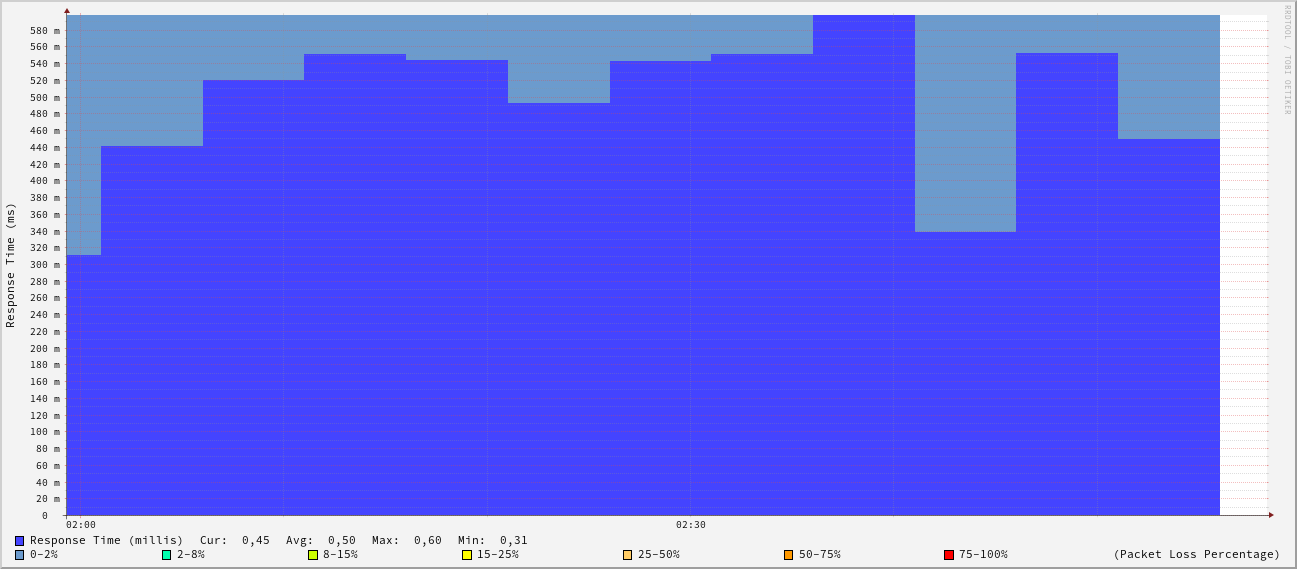 RRDTOOL / TOBI OETIKER
Response Time (ms)
580 m
560 m
540 m
520 m
500 m
480 m
460 m
440 m
420 m
400 m
380 m
360 m
340 m
320 m
300 m
280 m
260 m
240 m
220 m
200 m
180 m
160 m
140 m
120 m
100 m
80 m
60 m
40 m
20 m
0
02:00 02:30
Response Time (millis) Cur: 0,45 Avg: 0,50 Max: 0,60 Min: 0,31
0-2% 2-8% 8-15% 15-25% 25-50% 50-75% 75-100% (Packet Loss Percentage)